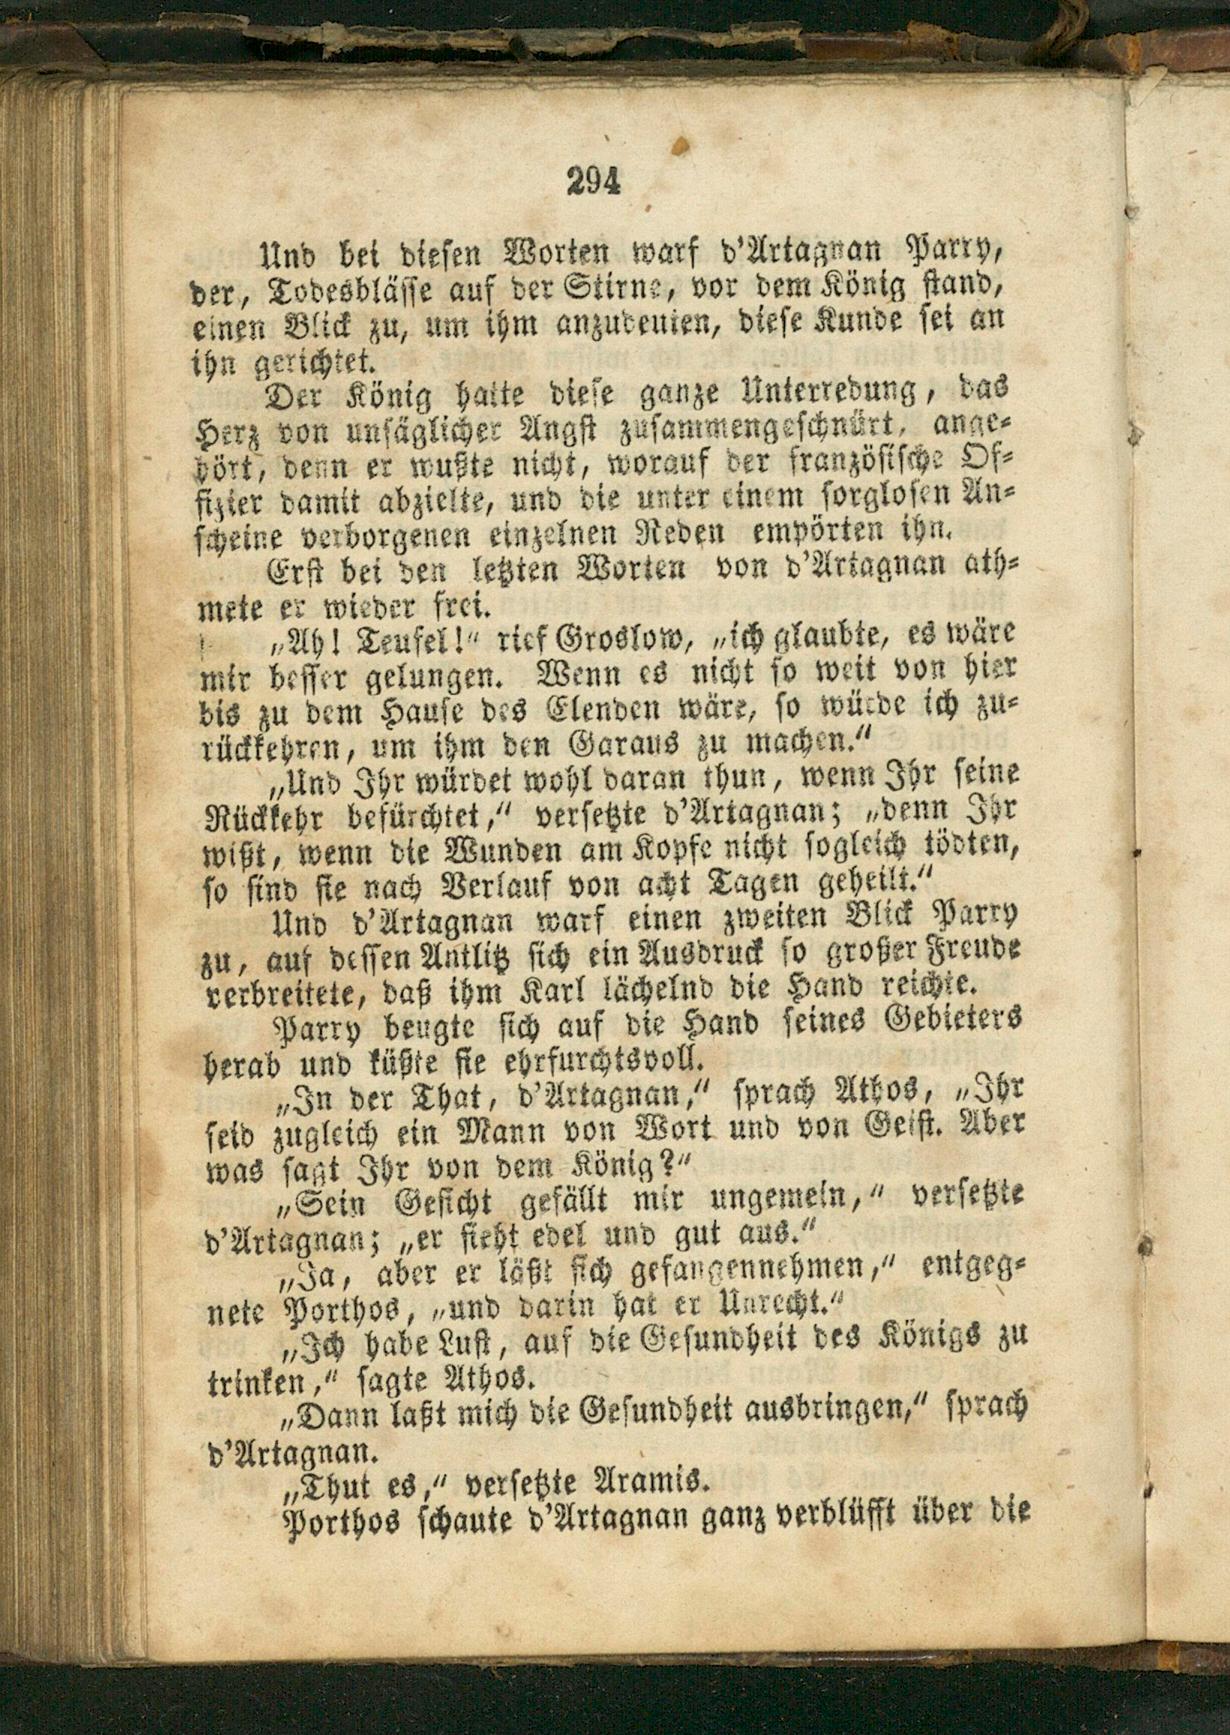 294
Und bei diesen Worten warf d'Artagnan Parry,
der, Todesblässe auf der Stirne, vor dem König stand,
einen Blick zu, um ihm anzudeuten, diese Kunde sei an
ihn gerichtet.
Der König hatte diese ganze Unterredung, das
Herz von unsäglicher Angst zusammengeschnürt, ange-
hört, denn er wußte nicht, worauf der französische Of-
fizier damit abzielte, und die unter einem sorglosen An-
scheine verborgenen einzelnen Reden empörten ihn.
Erst bei den letzten Worten von d'Artagnan ath-
mete er wieder frei.
„Ah! Teufel!“ rief Groslow, „ich glaubte, es wäre
mir besser gelungen. Wenn es nicht so weit von hier
bis zu dem Hause des Elenden wäre, so würde ich zu-
rückkehren, um ihm den Garaus zu machen.“
„Und Ihr würdet wohl daran thun, wenn Ihr seine
Rückkehr befürchtet,“ versetzte d'Artagnan; „denn Ihr
wißt, wenn die Wunden am Kopfe nicht sogleich tödten,
so sind sie nach Verlauf von acht Tagen geheilt.“
Und d'Artagnan warf einen zweiten Blick Parry
zu, auf dessen Antlitz sich ein Ausdruck so großer Freude
verbreitete, daß ihm Karl lächelnd die Hand reichte.
Parry beugte sich auf die Hand seines Gebieters
herab und küßte sie ehrfurchtsvoll.
„In der That, d'Artagnan,“ sprach Athos, „Ihr
seid zugleich ein Mann von Wort und von Geist. Aber
was sagt Ihr von dem König?“
„Sein Gesicht gefällt mir ungemein,“ versetzte
d'Artagnan; „er sieht edel und gut aus.“
„Ja, aber er läßt sich gefangennehmen,“ entgeg-
nete Porthos, „und darin hat er Unrecht.“
„Ich habe Lust, auf die Gesundheit des Königs zu
trinken,“ sagte Athos.
„Dann laßt mich die Gesundheit ausbringen,“ sprach
d'Artagnan.
„Thut es,“ versetzte Aramis.
Porthos schaute d'Artagnan ganz verblüfft über die